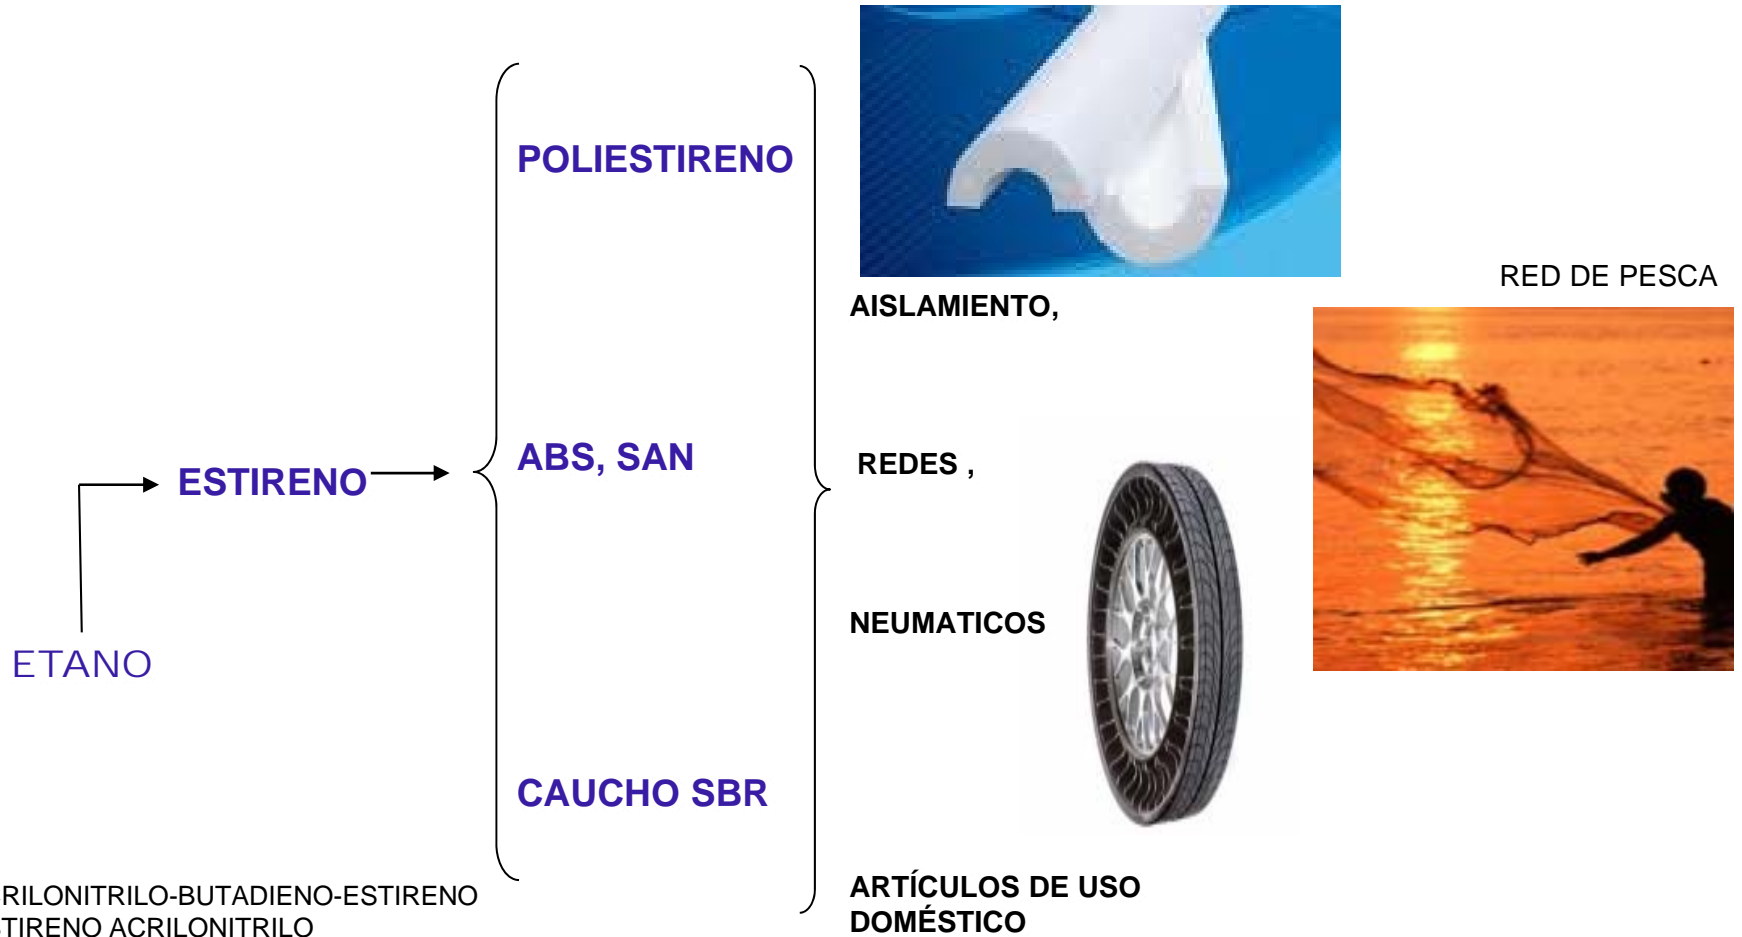 POLIESTIRENO
AISLAMIENTO,
RED DE PESCA
ABS, SAN
REDES ,
ESTIRENO
NEUMATICOS
ETANO
CAUCHO SBR
RILONITRILO-BUTADIENO-ESTIRENO
TIRENO ACRILONITRILO
ARTÍCULOS DE USO
DOMÉSTICO